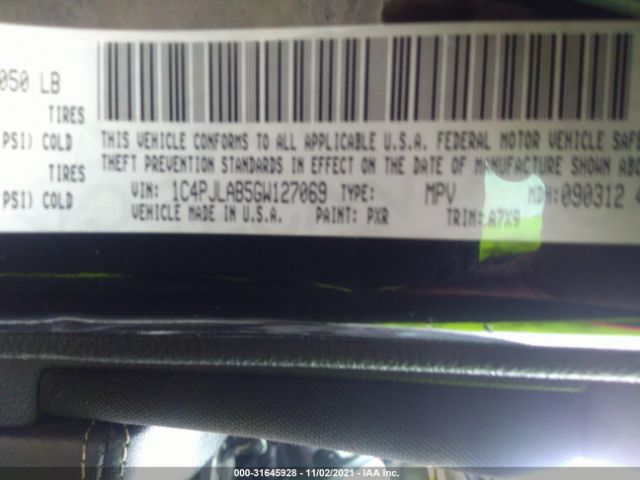 050 LB
TIRES
PSI) COLD
TIRES
PSI) COLD
THIS VEHICLE CONFORMS TO ALL APPLICABLE U.S.A. FEDERAL MOTOR VEHICLE SAFE
THEFT PREVENTION STANDARDS IN EFFECT ON THE DATE OF MANUFACTURE SHOWN ABO
VIN: 1C4PJLAB5GW127069 TYPE: MPV MDH:090312 4
VEHICLE MADE IN U.S.A. PAINT: PXR TRIM: A7X9
000-31645928 - 11/02/2021 - IAA Inc.